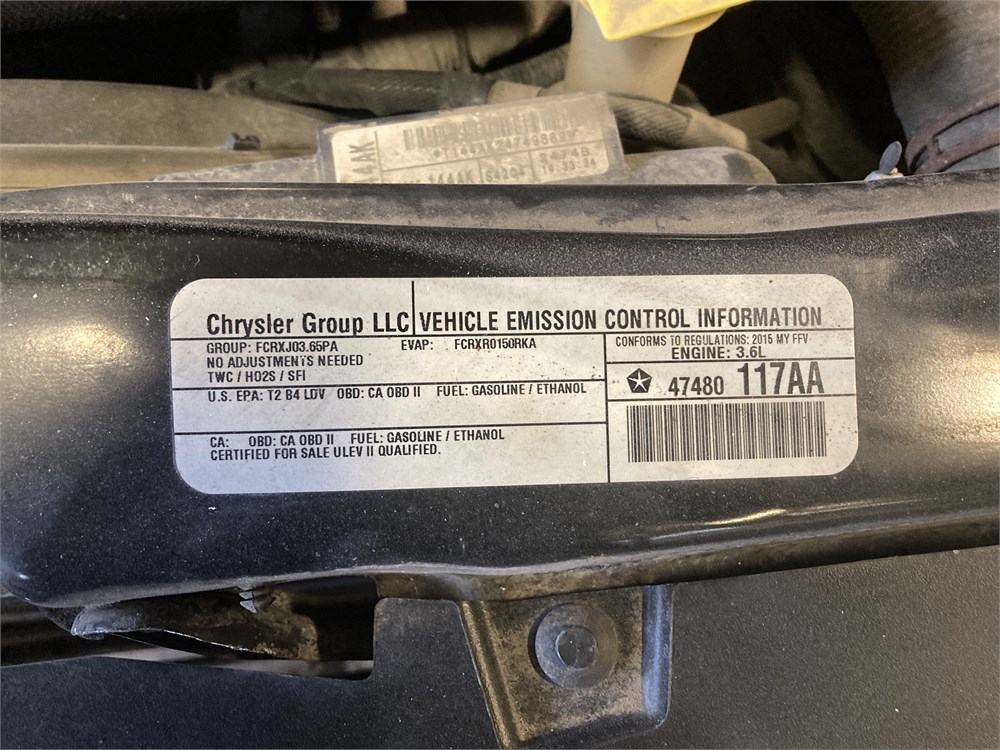 144AK
S4204
Chrysler Group LLC VEHICLE EMISSION CONTROL INFORMATION
GROUP: FCRXJ03.65PA EVAP: FCRXR0150RKA
NO ADJUSTMENTS NEEDED
TWC / HO2S / SFI
CONFORMS TO REGULATIONS: 2015 MY FFV
ENGINE: 3.6L
47480 117AA
U.S. EPA: T2 B4 LDV OBD: CA OBD II FUEL: GASOLINE / ETHANOL
CA: OBD: CA OBD II FUEL: GASOLINE / ETHANOL
CERTIFIED FOR SALE ULEV II QUALIFIED.